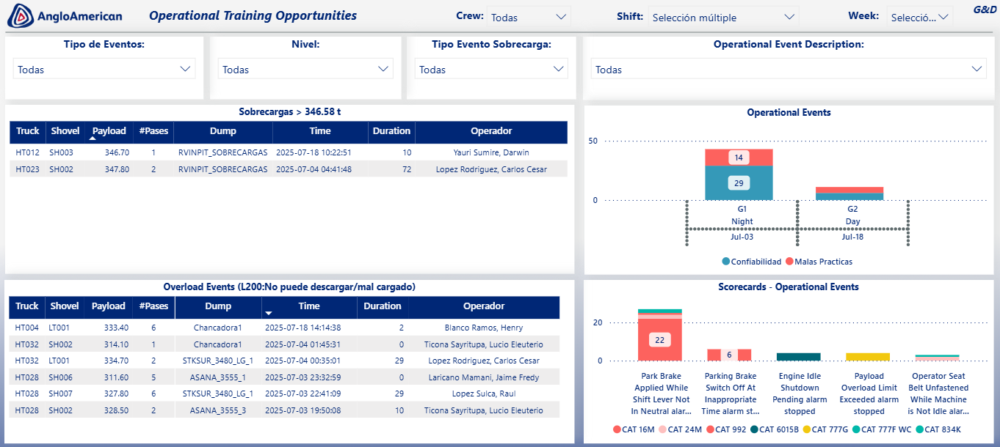 AngloAmerican Operational Training Opportunities Crew: Todas Shift: Selección múltiple Week: Selecció... G&D
Tipo de Eventos: Nivel: Tipo Evento Sobrecarga: Operational Event Description:
Todas Todas Todas Todas
Sobrecargas > 346.58 t
Truck Shovel Payload #Pases Dump Time Duration Operador
HT012 SH003 346.70 1 RVINPIT_SOBRECARGAS 2025-07-18 10:22:51 10 Yauri Sumire, Darwin
HT023 SH002 347.80 2 RVINPIT_SOBRECARGAS 2025-07-04 04:41:48 72 Lopez Rodriguez, Carlos Cesar
Operational Events
50
14
29
0
G1 G2
Night Day
Jul-03 Jul-18
Confiabilidad Malas Practicas
Overload Events (L200:No puede descargar/mal cargado)
Truck Shovel Payload #Pases Dump Time Duration Operador
HT004 LT001 333.40 6 Chancadora1 2025-07-18 14:14:38 2 Blanco Ramos, Henry
HT032 SH002 314.10 1 Chancadora1 2025-07-04 01:45:31 0 Ticona Sayritupa, Lucio Eleuterio
HT032 LT001 334.70 2 STKSUR_3480_LG_1 2025-07-04 00:35:01 29 Lopez Rodriguez, Carlos Cesar
HT028 SH006 311.60 5 ASANA_3555_1 2025-07-03 23:32:59 0 Laricano Mamani, Jaime Fredy
HT028 SH007 327.80 6 STKSUR_3480_LG_1 2025-07-03 22:41:09 29 Lopez Sulca, Raul
HT028 SH002 328.50 2 ASANA_3555_3 2025-07-03 19:50:08 10 Ticona Sayritupa, Lucio Eleuterio
Scorecards - Operational Events
20
22
6
0
Park Brake Parking Brake Engine Idle Payload Operator Seat
Applied While Switch Off At Shutdown Overload Limit Belt Unfastened
Shift Lever Not Inappropriate Pending alarm Exceeded alarm While Machine
In Neutral alar... Time alarm st... stopped stopped is Not Idle alar...
CAT 16M CAT 24M CAT 992 CAT 6015B CAT 777G CAT 777F WC CAT 834K